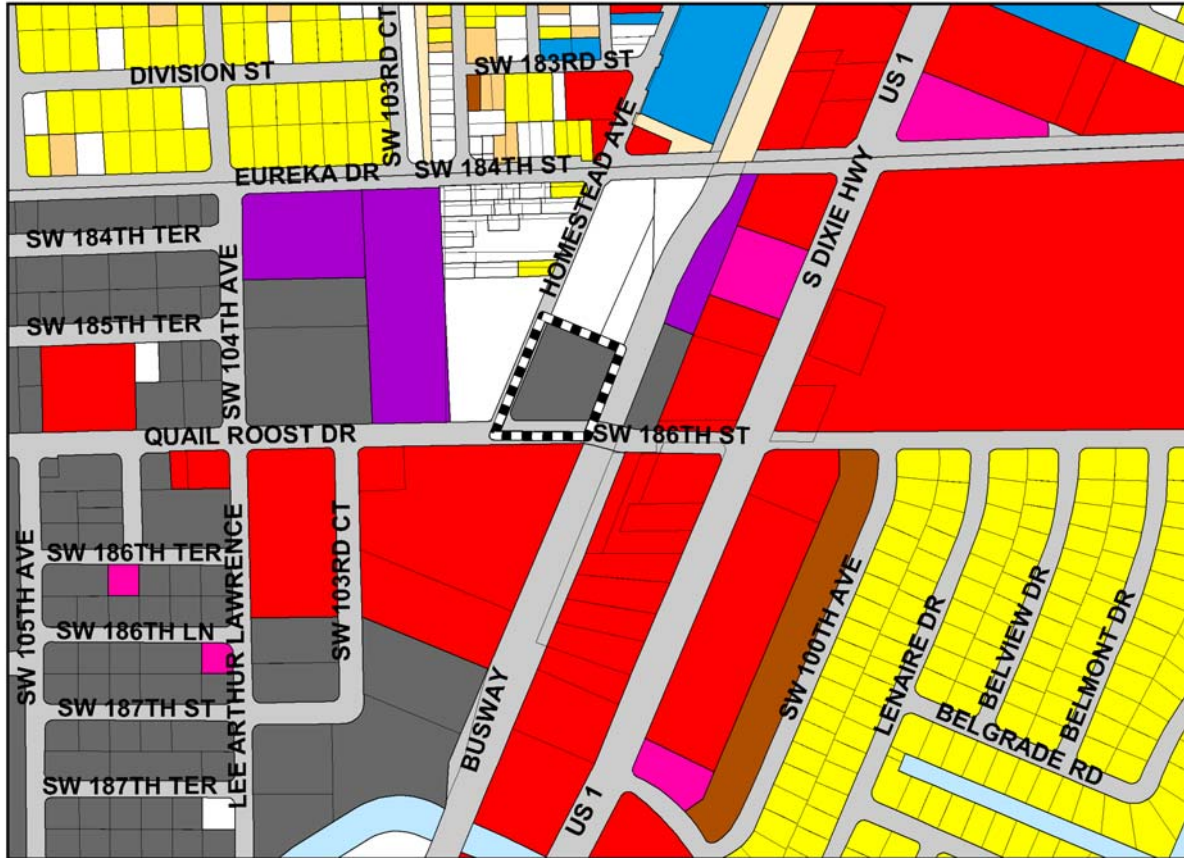 DIVISION ST
SW 103RD CT
SW 183RD ST
US 1
HOMESTEAD AVE
EUREKA DR
SW 184TH ST
SW 184TH TER
SW 104TH AVE
S DIXIE HWY
SW 185TH TER
QUAIL ROOST DR
SW 186TH ST
SW 105TH AVE
SW 186TH TER
LEE ARTHUR LAWRENCE
SW 103RD CT
SW 186TH LN
SW 187TH ST
SW 187TH TER
BUSWAY
US 1
SW 100TH AVE
LENAIRE DR
BELVIEW DR
BELMONT DR
BELGRADE RD